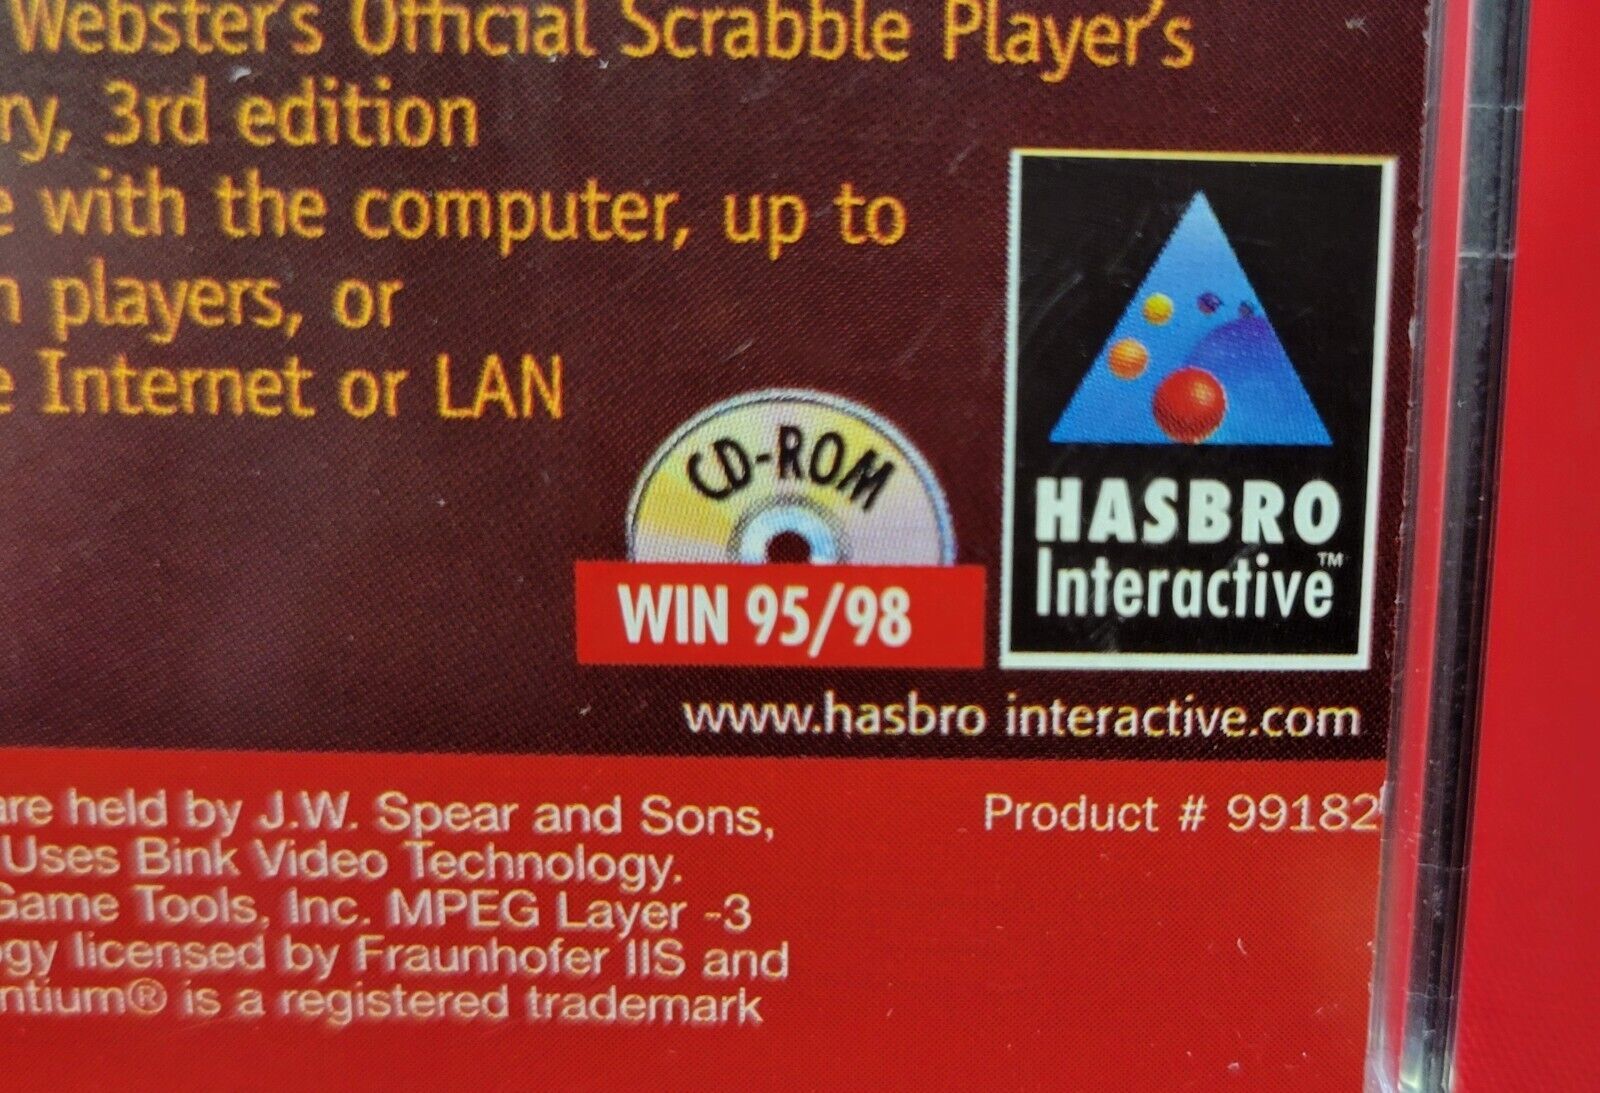 Webster's Official Scrabble Player's
ry, 3rd edition
e with the computer, up to
n players, or
e Internet or LAN
CD-ROM
WIN 95/98
HASBRO
Interactive™
www.hasbro interactive.com
are held by J.W. Spear and Sons,
Product # 99182
Uses Bink Video Technology.
Game Tools, Inc. MPEG Layer -3
ogy licensed by Fraunhofer IIS and
ntium® is a registered trademark